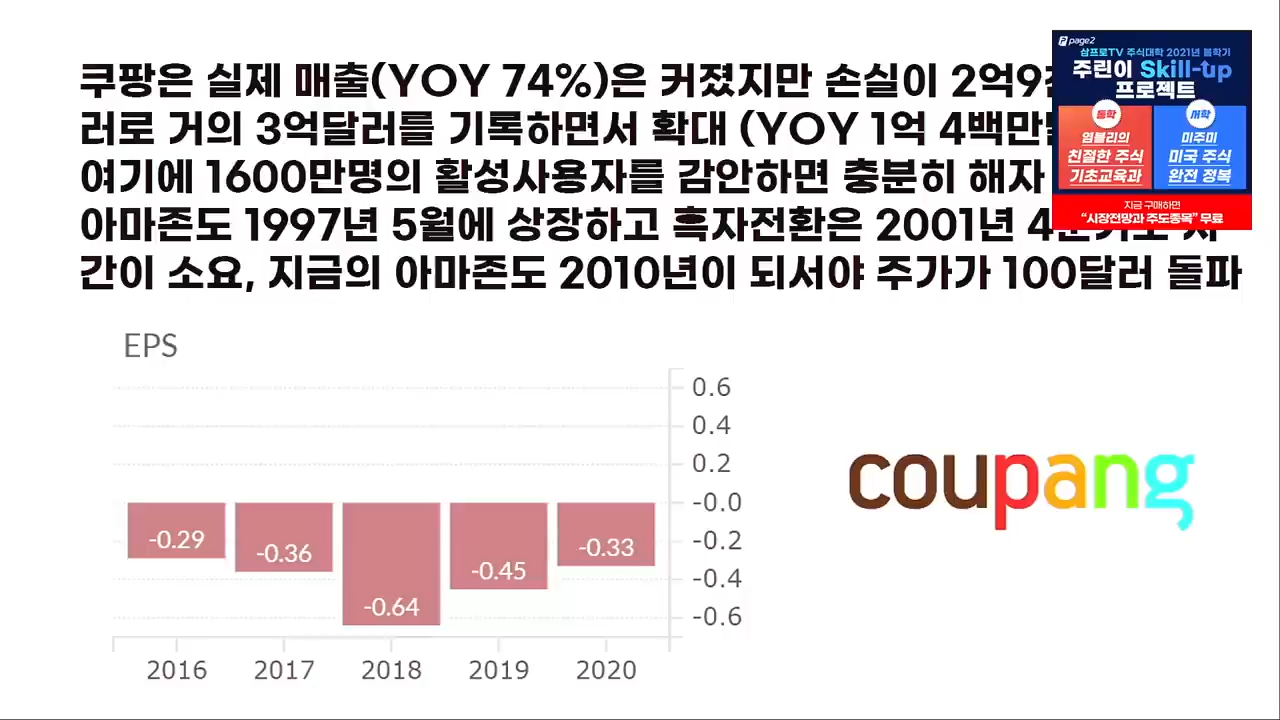 쿠팡은 실제 매출(YOY 74%)은 커졌지만 손실이 2억9천
러로 거의 3억달러를 기록하면서 확대 (YOY 1억 4백만
여기에 1600만명의 활성사용자를 감안하면 충분히 해자
아마존도 1997년 5월에 상장하고 흑자전환은 2001년
간이 소요, 지금의 아마존도 2010년이 되서야 주가가 100달러 돌파
page2
삼프로TV 주식대학 2021년 봄학기
주린이 Skill-up
프로젝트
동학
서학
염블리의
친절한 주식
기초교육과
미주미
미국 주식
완전 정복
지금 구매하면
“시장전망과 주도종목” 무료
EPS
0.6
0.4
0.2
-0.0
-0.2
-0.4
-0.6
-0.29
-0.36
-0.64
-0.45
-0.33
2016 2017 2018 2019 2020
coupang